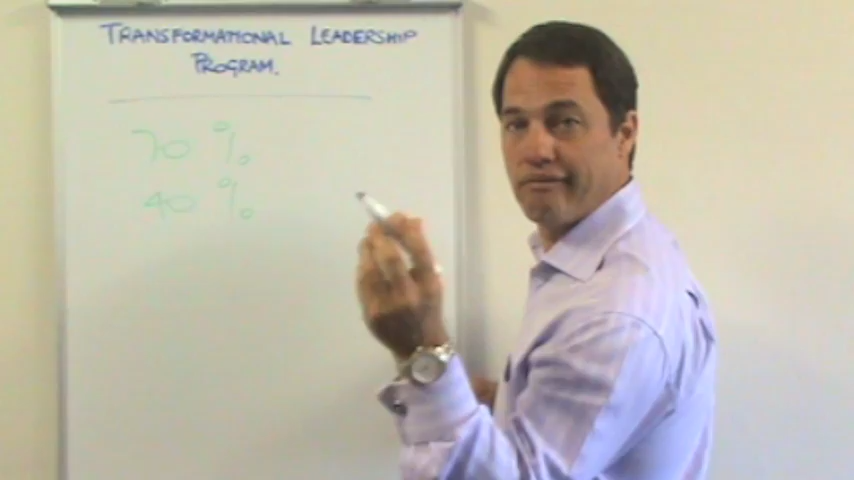 TRANSFORMATIONAL LEADERSHIP
PROGRAM.
70 %
40 %